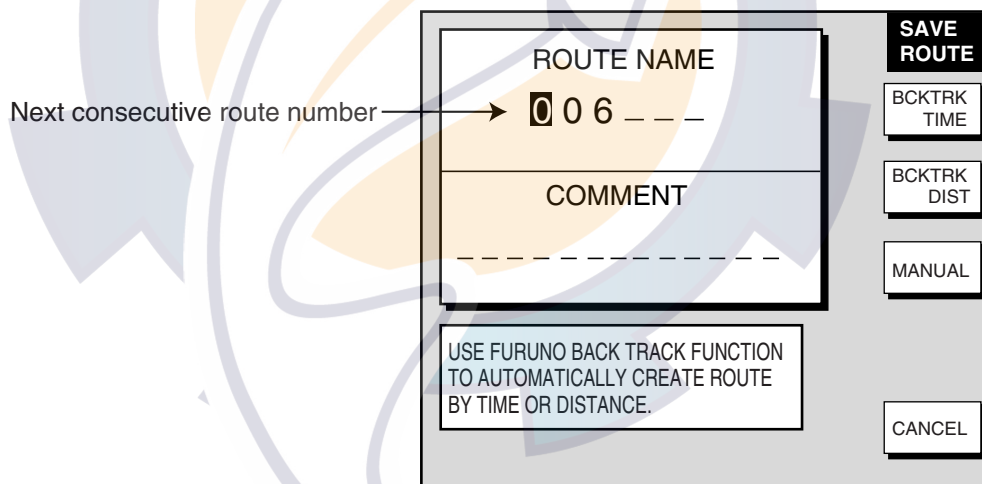 SAVE
ROUTE
ROUTE NAME
Next consecutive route number
006___
BCKTRK
TIME
COMMENT
BCKTRK
DIST
_ _ _ _ _ _ _ _ _ _ _ _ _
MANUAL
USE FURUNO BACK TRACK FUNCTION
TO AUTOMATICALLY CREATE ROUTE
BY TIME OR DISTANCE.
CANCEL